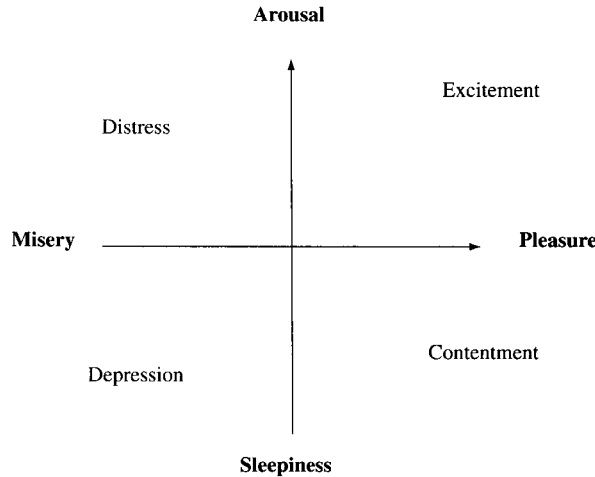 Arousal
Excitement
Distress
Misery
Pleasure
Contentment
Depression
Sleepiness